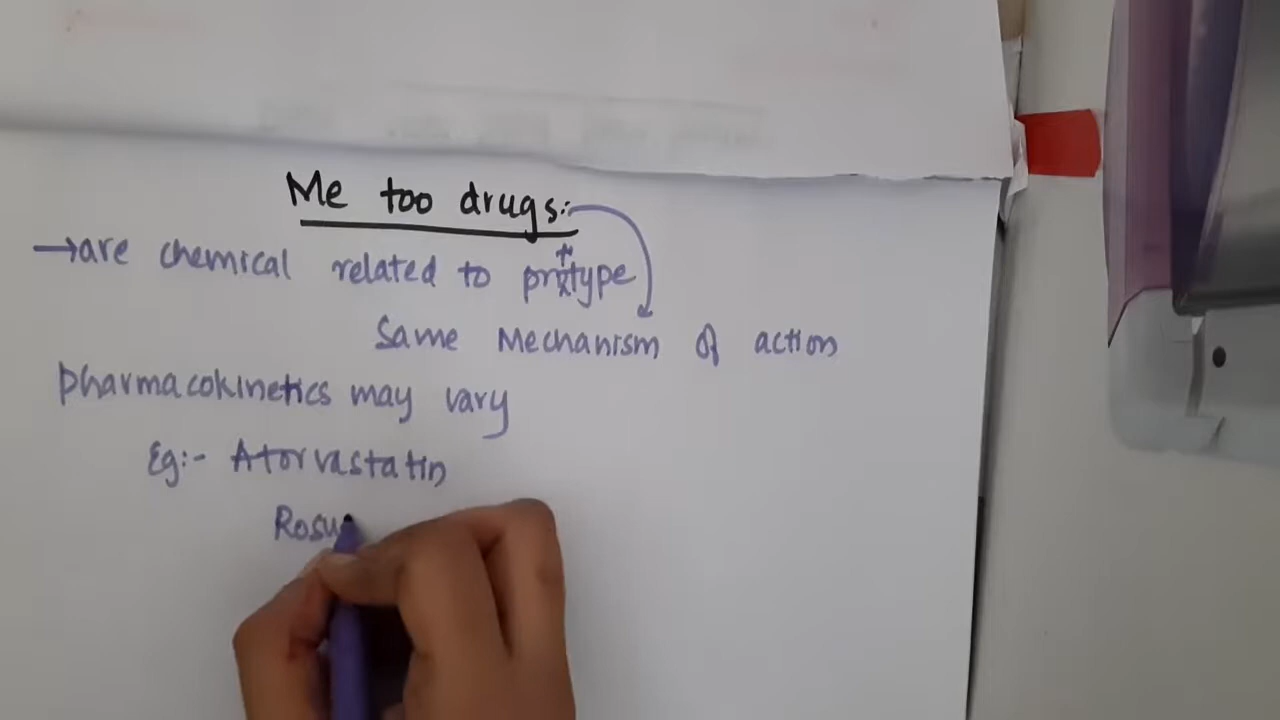 Me too drugs:-
→are chemical related to prototype
Same Mechanism of action
pharmacokinetics may vary
Eg:- Atorvastatin
Rosu